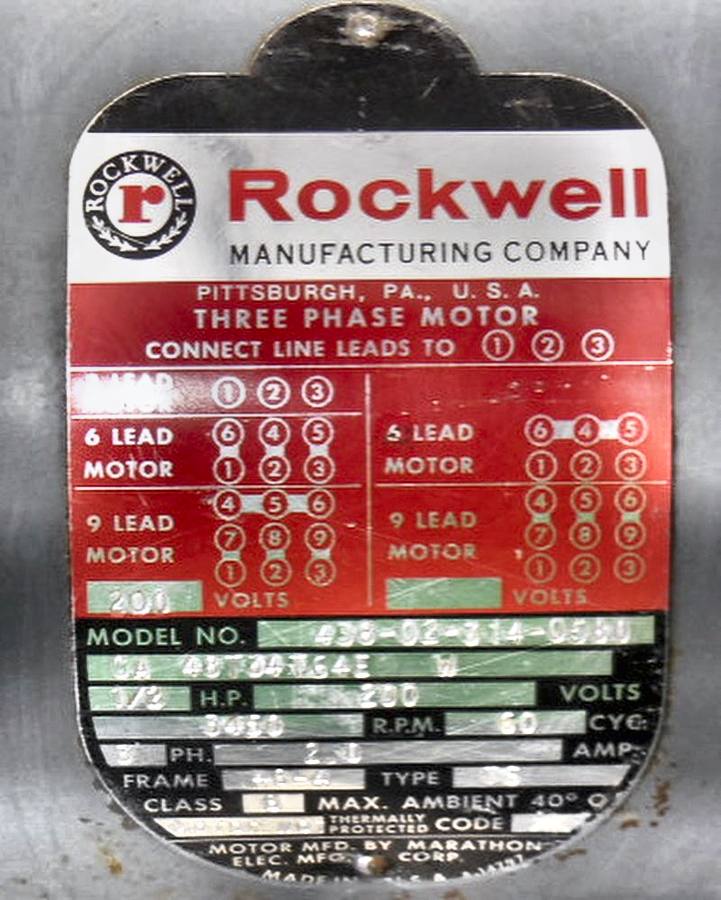 ROCKWELL
r
Rockwell
MANUFACTURING COMPANY
PITTSBURGH, PA., U. S. A.
THREE PHASE MOTOR
CONNECT LINE LEADS TO 1 2 3
LEAD 1 2 3
6 LEAD MOTOR
6 4 5
1 2 3
6 LEAD MOTOR
6 4 5
1 2 3
9 LEAD MOTOR
4 5 6
7 8 9
1 2 3
200 VOLTS
9 LEAD MOTOR
4 5 6
7 8 9
1 2 3
VOLTS
MODEL NO.
1/2 H.P. 200 VOLTS
3450 R.P.M. 60 CYC.
3 PH. AMP.
FRAME TYPE
CLASS B MAX. AMBIENT 40° C
THERMALLY PROTECTED CODE
MOTOR MFD. BY MARATHON
ELEC. MFG. CORP.
MADE IN U. S. A.